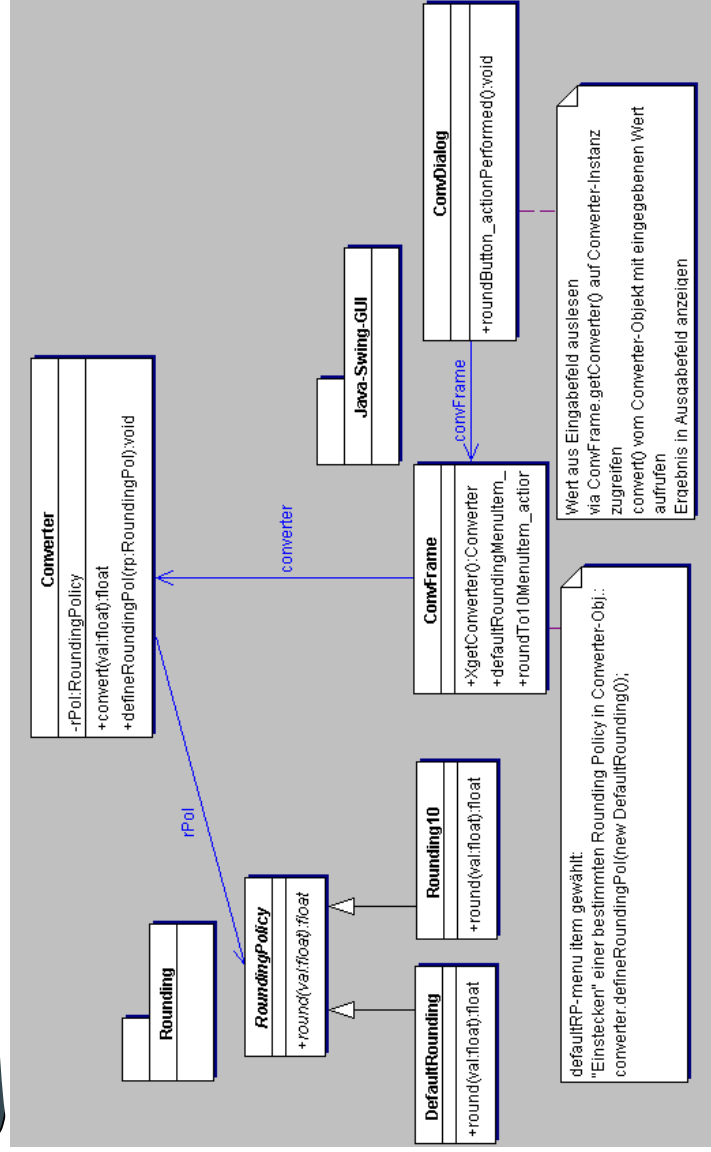 Rounding
RoundingPolicy
+round(val:float):float
DefaultRounding
+round(val:float):float
Rounding10
+round(val:float):float
rPol
Converter
-rPol:RoundingPolicy
+convert(val:float):float
+defineRoundingPol(rp:RoundingPol):void
converter
ConvFrame
+XgetConverter():Converter
+defaultRoundingMenuItem_
+roundTo10MenuItem_actior
convFrame
Java-Swing-GUI
ConvDialog
+roundButton_actionPerformed():void
defaultRP-menu item gewählt:
"Einstecken" einer bestimmten Rounding Policy in Converter-Obj.:
converter.defineRoundingPol(new DefaultRounding());
Wert aus Eingabefeld auslesen
via ConvFrame.getConverter() auf Converter-Instanz
zugreifen
convert() vom Converter-Objekt mit eingegebenen Wert
aufrufen
Ergebnis in Ausgabefeld anzeigen